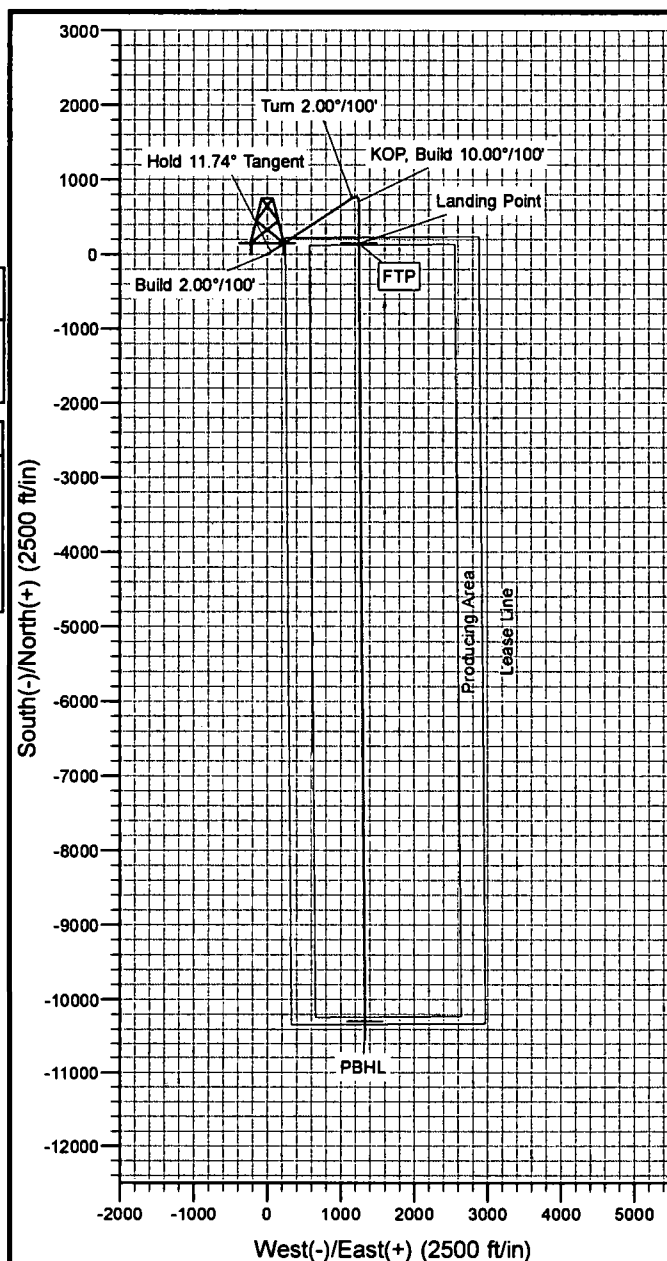 3000
2000
Turn 2.00°/100'
KOP, Build 10.00°/100'
Hold 11.74° Tangent
1000
Landing Point
0
FTP
Build 2.00°/100'
-1000
-2000
-3000
-4000
South(-)/North(+) (2500 ft/in)
-5000
Producing Area
Lease Line
-6000
-7000
-8000
-9000
-10000
-11000
PBHL
-12000
-2000 -1000 0 1000 2000 3000 4000 5000
West(-)/East(+) (2500 ft/in)